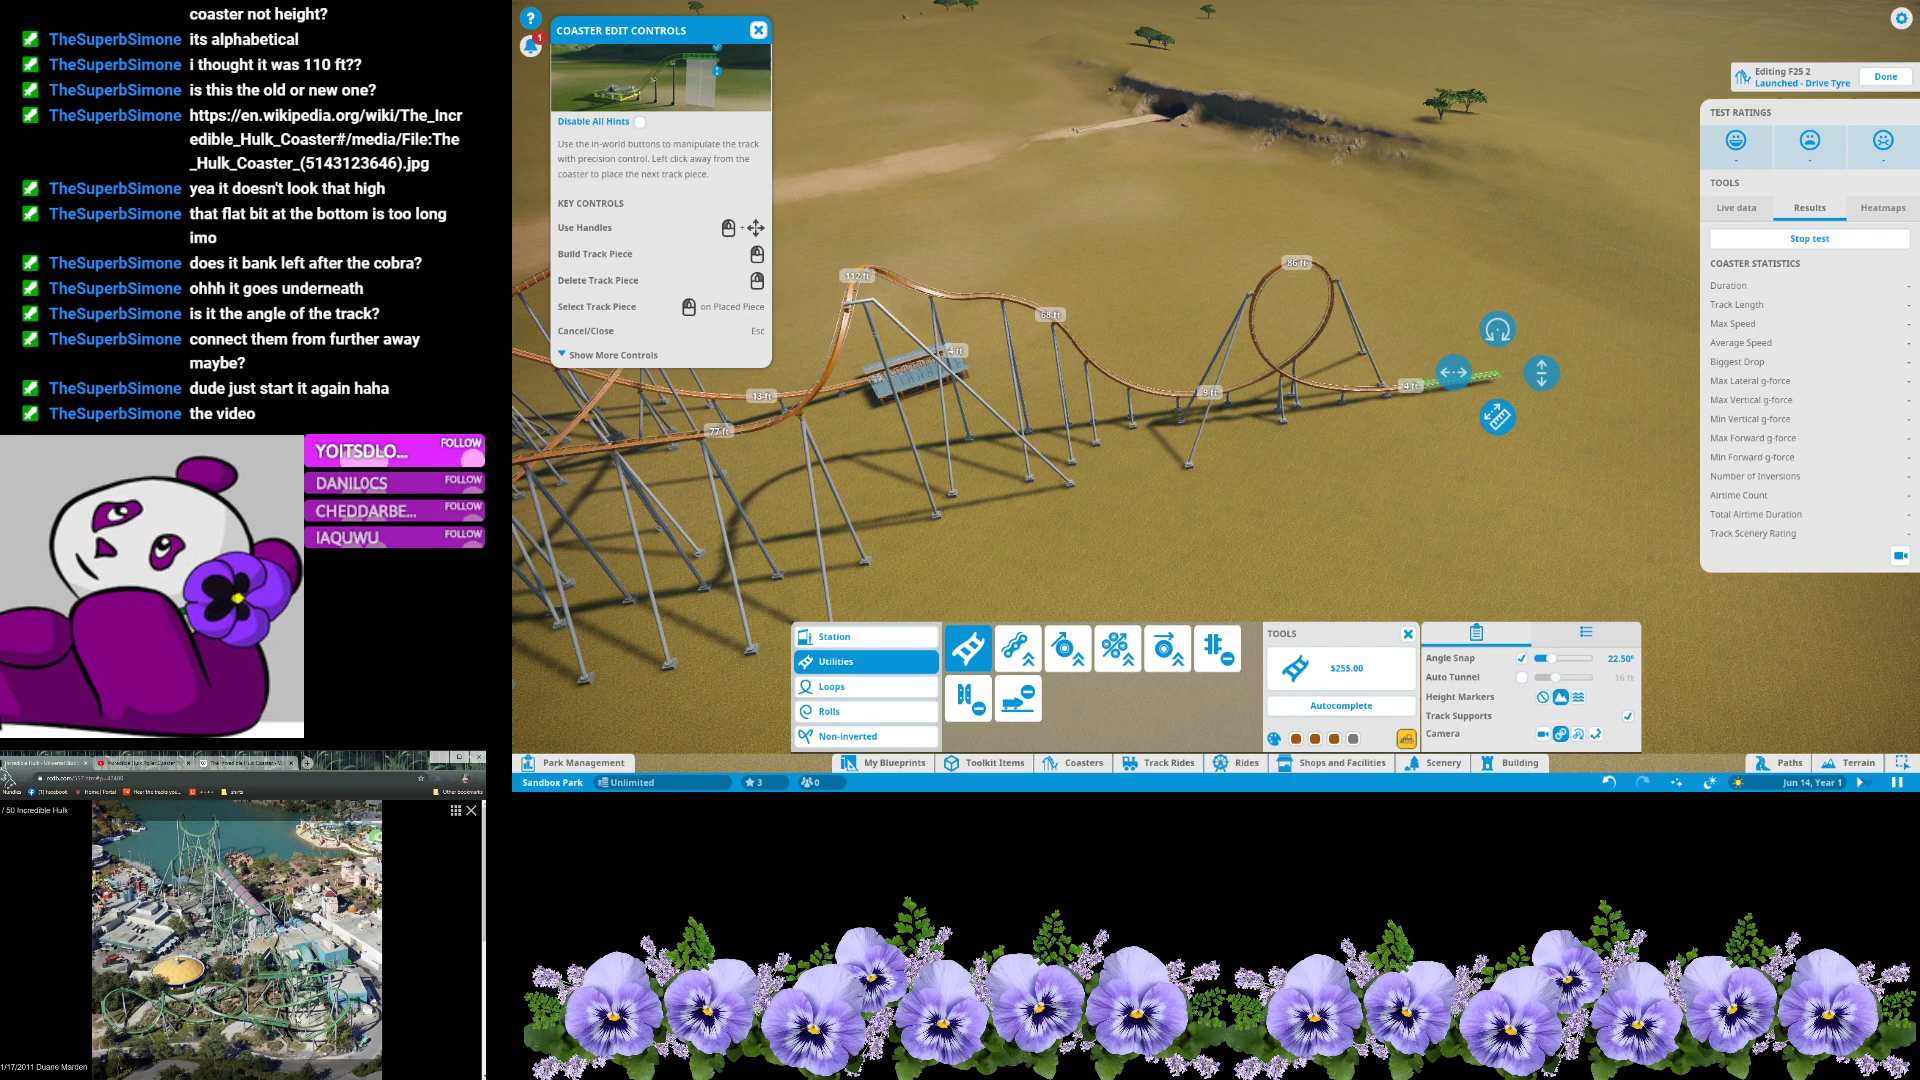 coaster not height?
TheSuperbSimone its alphabetical
TheSuperbSimone i thought it was 110 ft??
TheSuperbSimone is this the old or new one?
TheSuperbSimone https://en.wikipedia.org/wiki/The_Incr
edible_Hulk_Coaster#/media/File:The
_Hulk_Coaster_(5143123646).jpg
TheSuperbSimone yea it doesn't look that high
TheSuperbSimone that flat bit at the bottom is too long
imo
TheSuperbSimone does it bank left after the cobra?
TheSuperbSimone ohhh it goes underneath
TheSuperbSimone is it the angle of the track?
TheSuperbSimone connect them from further away
maybe?
TheSuperbSimone dude just start it again haha
TheSuperbSimone the video
YOITSDLO... FOLLOW
DANIL0CS FOLLOW
CHEDDARBE... FOLLOW
IAQUWU FOLLOW
/ 50 Incredible Hulk
1/17/2011 Duane Marden
?
1
COASTER EDIT CONTROLS
Disable All Hints
Use the in-world buttons to manipulate the track
with precision control. Left click away from the
coaster to place the next track piece.
KEY CONTROLS
Use Handles
Build Track Piece
Delete Track Piece
Select Track Piece on Placed Piece
Cancel/Close Esc
Show More Controls
112 ft
86 ft
68 ft
4 ft
13 ft
9 ft
4 ft
77 ft
Editing F25 2
Launched - Drive Tyre
Done
TEST RATINGS
- - -
TOOLS
Live data Results Heatmaps
Stop test
COASTER STATISTICS
Duration -
Track Length -
Max Speed -
Average Speed -
Biggest Drop -
Max Lateral g-force -
Max Vertical g-force -
Min Vertical g-force -
Max Forward g-force -
Min Forward g-force -
Number of Inversions -
Airtime Count -
Total Airtime Duration -
Track Scenery Rating -
Station
Utilities
Loops
Rolls
Non-inverted
TOOLS
$255.00
Autocomplete
Angle Snap 22.50°
Auto Tunnel 16 ft
Height Markers
Track Supports
Camera
Park Management
My Blueprints
Toolkit Items
Coasters
Track Rides
Rides
Shops and Facilities
Scenery
Building
Paths
Terrain
Sandbox Park
Unlimited
3
0
Jun 14, Year 1